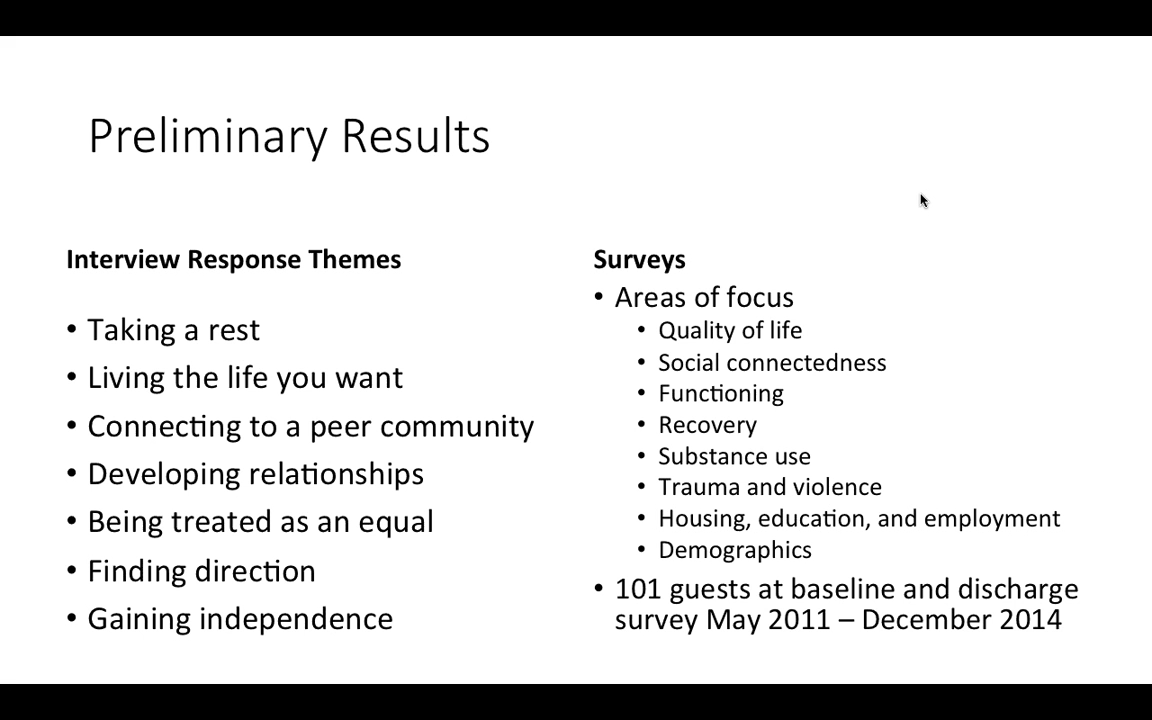 Preliminary Results
Interview Response Themes
• Taking a rest
• Living the life you want
• Connecting to a peer community
• Developing relationships
• Being treated as an equal
• Finding direction
• Gaining independence
Surveys
• Areas of focus
• Quality of life
• Social connectedness
• Functioning
• Recovery
• Substance use
• Trauma and violence
• Housing, education, and employment
• Demographics
• 101 guests at baseline and discharge
survey May 2011 – December 2014